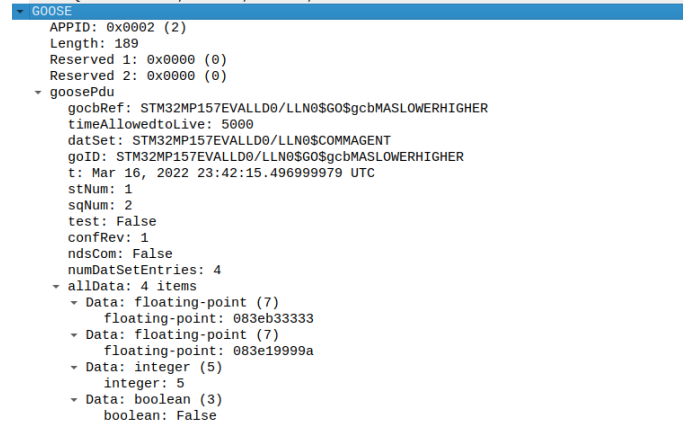 GOOSE
APPID: 0x0002 (2)
Length: 189
Reserved 1: 0x0000 (0)
Reserved 2: 0x0000 (0)
goosePdu
gocbRef: STM32MP157EVALLD0/LLN0$GO$gcbMASLOWERHIGHER
timeAllowedtoLive: 5000
datSet: STM32MP157EVALLD0/LLN0$COMMAGENT
goID: STM32MP157EVALLD0/LLN0$GO$gcbMASLOWERHIGHER
t: Mar 16, 2022 23:42:15.496999979 UTC
stNum: 1
sqNum: 2
test: False
confRev: 1
ndsCom: False
numDatSetEntries: 4
allData: 4 items
Data: floating-point (7)
floating-point: 083eb33333
Data: floating-point (7)
floating-point: 083e19999a
Data: integer (5)
integer: 5
Data: boolean (3)
boolean: False